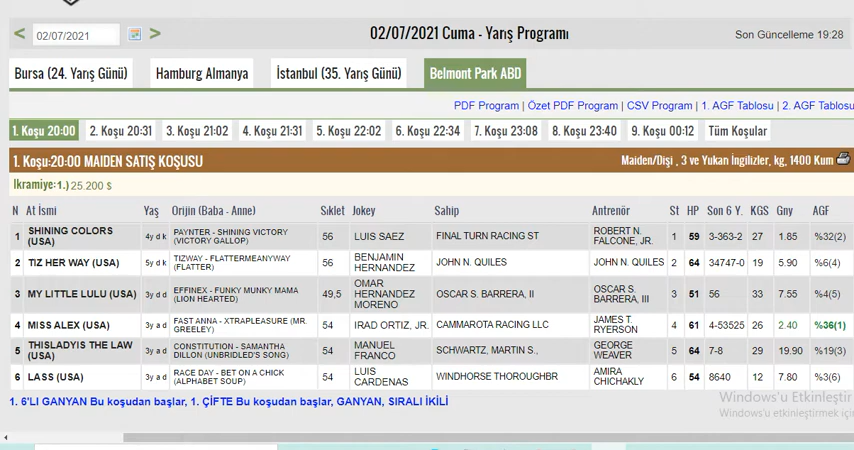 02/07/2021
02/07/2021 Cuma - Yarış Programı
Son Güncelleme 19:28
Bursa (24. Yarış Günü) Hamburg Almanya İstanbul (35. Yarış Günü) Belmont Park ABD
PDF Program | Özet PDF Program | CSV Program | 1. AGF Tablosu | 2. AGF Tablosu
1. Koşu 20:00 2. Koşu 20:31 3. Koşu 21:02 4. Koşu 21:31 5. Koşu 22:02 6. Koşu 22:34 7. Koşu 23:08 8. Koşu 23:40 9. Koşu 00:12 Tüm Koşular
1. Koşu:20:00 MAIDEN SATIŞ KOŞUSU Maiden/Dişi , 3 ve Yukarı İngilizler, kg, 1400 Kum
İkramiye:1.) 25.200 $
N At İsmi Yaş Orijin (Baba - Anne) Sıklet Jokey Sahip Antrenör St HP Son 6 Y. KGS Gny AGF
1 SHINING COLORS (USA) 4y d k PAYNTER - SHINING VICTORY (VICTORY GALLOP) 56 LUIS SAEZ FINAL TURN RACING ST ROBERT N. FALCONE, JR. 1 59 3-363-2 27 1.85 %32(2)
2 TIZ HER WAY (USA) 5y d k TIZWAY - FLATTERMEANYWAY (FLATTER) 56 BENJAMIN HERNANDEZ JOHN N. QUILES JOHN N. QUILES 2 64 34747-0 19 5.90 %6(4)
3 MY LITTLE LULU (USA) 3y d d EFFINEX - FUNKY MUNKY MAMA (LION HEARTED) 49,5 OMAR HERNANDEZ MORENO OSCAR S. BARRERA, II OSCAR S. BARRERA, III 3 51 56 33 7.55 %4(5)
4 MISS ALEX (USA) 3y a d FAST ANNA - XTRAPLEASURE (MR. GREELEY) 54 IRAD ORTIZ, JR. CAMMAROTA RACING LLC JAMES T. RYERSON 4 61 4-53525 26 2.40 %36(1)
5 THISLADYIS THE LAW (USA) 3y a d CONSTITUTION - SAMANTHA DILLON (UNBRIDLED'S SONG) 54 MANUEL FRANCO SCHWARTZ, MARTIN S., GEORGE WEAVER 5 64 7-8 29 19.90 %19(3)
6 LASS (USA) 3y a d RACE DAY - BET ON A CHICK (ALPHABET SOUP) 54 LUIS CARDENAS WINDHORSE THOROUGHBR AMIRA CHICHAKLY 6 54 8640 12 7.80 %3(6)
1. 6'LI GANYAN Bu koşudan başlar, 1. ÇİFTE Bu koşudan başlar, GANYAN, SIRALI İKİLİ
Windows'u Etkinleştir
Windows'u etkinleştirmek için